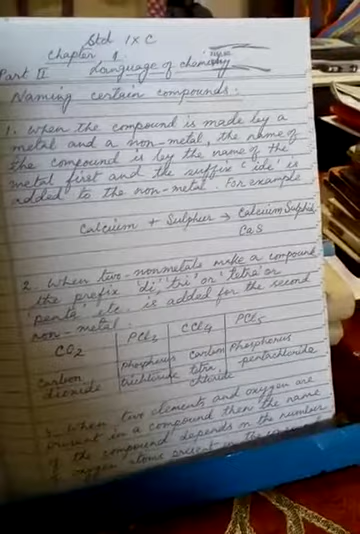 Std IX C
Chapter 1.
Part II Language of chemistry
Naming certain compounds.
1. When the compound is made by a
metal and a non-metal, the name of
the compound is by the name of the
metal first and the suffix 'ide' is
added to the non-metal. For example
Calcium + Sulphur → Calcium Sulphide
CaS
2. When two-nonmetals make a compound
the prefix 'di', 'tri' or 'tetra' or
'penta' etc. is added for the second
non-metal.
CO2 PCl3 CCl4 PCl5
carbon dioxide phosphorus trichloride carbon tetra chloride Phosphorus pentachloride
3. When two elements and oxygen are
present in a compound then the name
of the compound depends on the number
of oxygen atoms present in the